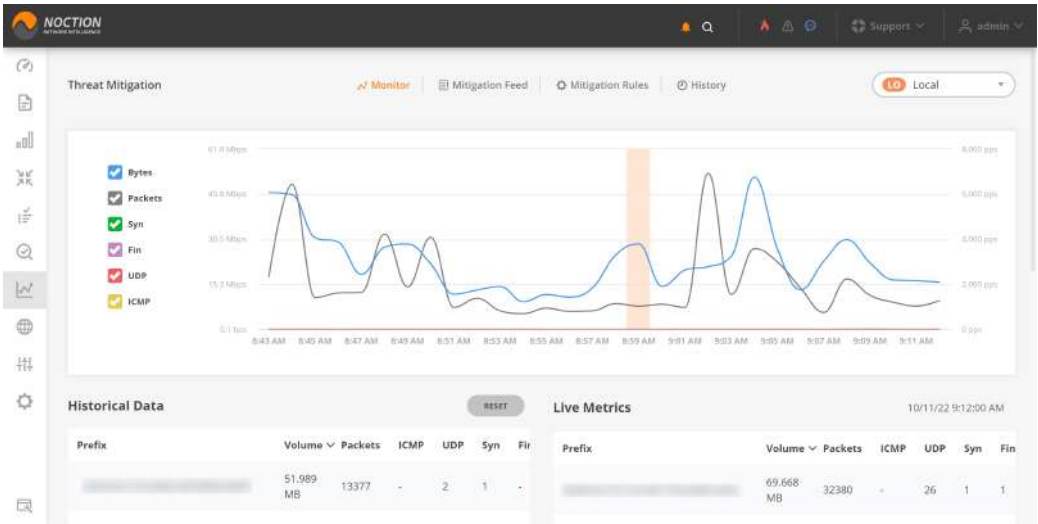 NOCTION
NETWORK INTELLIGENCE
Support
admin
Threat Mitigation
Monitor
Mitigation Feed
Mitigation Rules
History
LO Local
Bytes
Packets
Syn
Fin
UDP
ICMP
61.0 Mbps
45.8 Mbps
30.5 Mbps
15.3 Mbps
0.1 bps
8,000 pps
6,000 pps
4,000 pps
2,000 pps
0 pps
8:43 AM 8:45 AM 8:47 AM 8:49 AM 8:51 AM 8:53 AM 8:55 AM 8:57 AM 8:59 AM 9:01 AM 9:03 AM 9:05 AM 9:07 AM 9:09 AM 9:11 AM
Historical Data
RESET
Prefix Volume Packets ICMP UDP Syn Fin
51.989 MB 13377 - 2 1 -
Live Metrics
10/11/22 9:12:00 AM
Prefix Volume Packets ICMP UDP Syn Fin
69.668 MB 32380 - 26 1 1